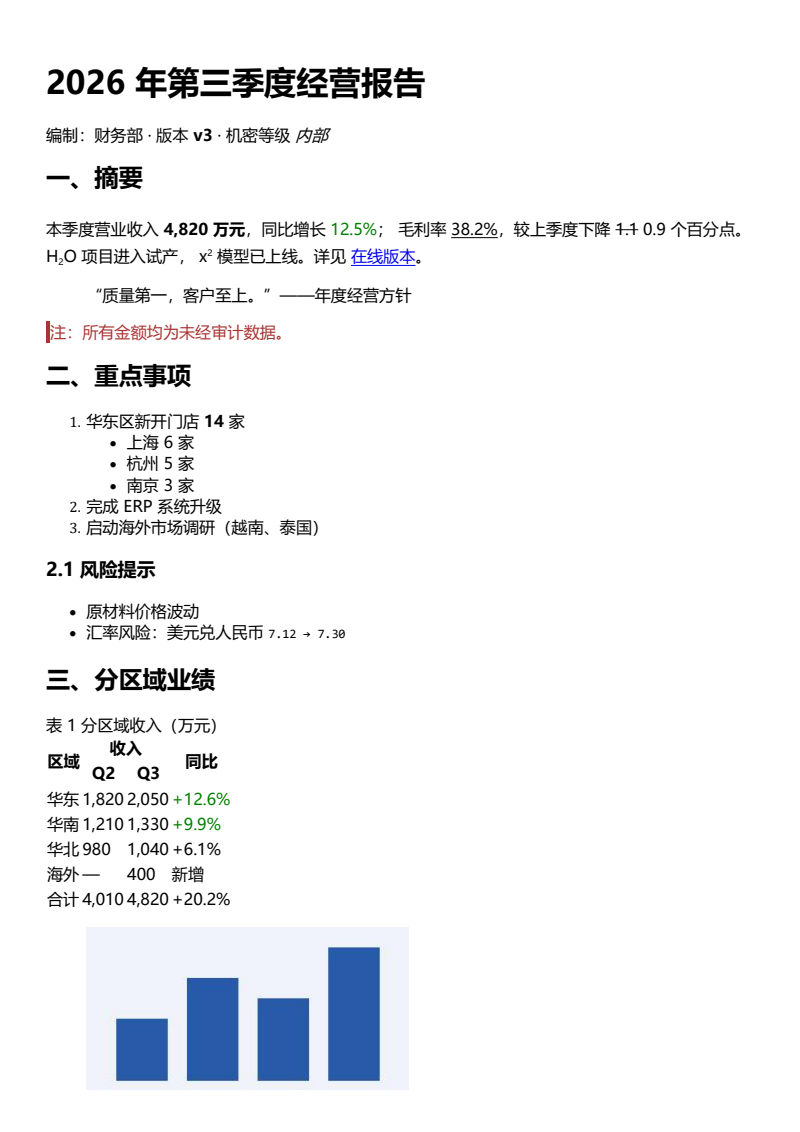 2026 年第三季度经营报告
编制：财务部 · 版本 v3 · 机密等级 内部
一、摘要
本季度营业收入 4,820 万元，同比增长 12.5%； 毛利率 38.2%，较上季度下降 1.1 0.9 个百分点。
H₂O 项目进入试产， x² 模型已上线。详见 在线版本。
“质量第一，客户至上。”——年度经营方针
注：所有金额均为未经审计数据。
二、重点事项
1. 华东区新开门店 14 家
• 上海 6 家
• 杭州 5 家
• 南京 3 家
2. 完成 ERP 系统升级
3. 启动海外市场调研（越南、泰国）
2.1 风险提示
• 原材料价格波动
• 汇率风险：美元兑人民币 7.12 → 7.30
三、分区域业绩
表 1 分区域收入（万元）
区域 收入 同比
Q2 Q3
华东 1,820 2,050 +12.6%
华南 1,210 1,330 +9.9%
华北 980 1,040 +6.1%
海外 — 400 新增
合计 4,010 4,820 +20.2%